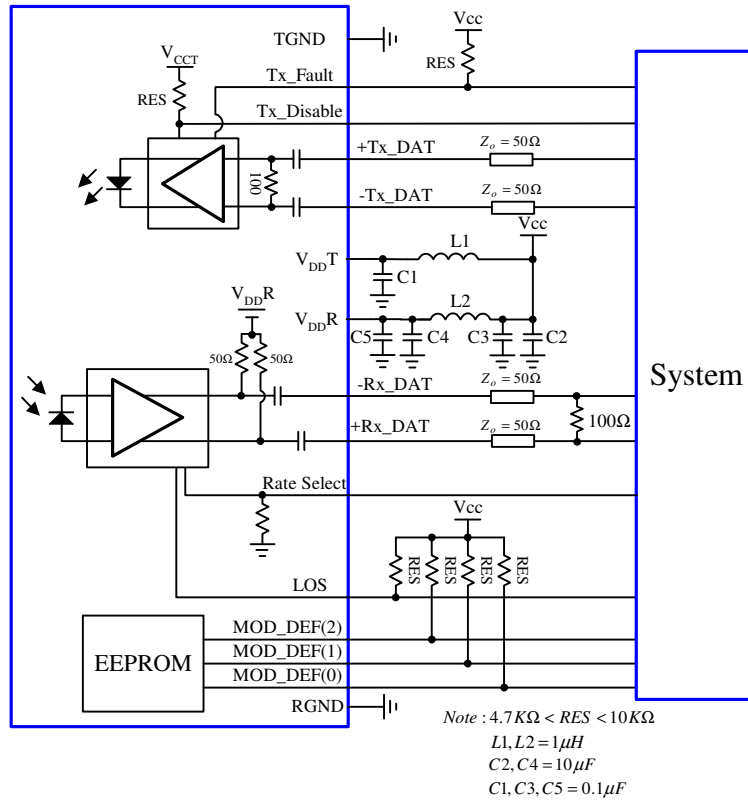 TGND
Vcc
V_CCT
RES
RES
Tx_Fault
Tx_Disable
+Tx_DAT
Z_o = 50Ω
100
-Tx_DAT
Z_o = 50Ω
Vcc
V_DDT
L1
C1
V_DDR
L2
V_DDR
C5
C4
C3
C2
50Ω
50Ω
-Rx_DAT
Z_o = 50Ω
System
100Ω
+Rx_DAT
Z_o = 50Ω
Rate Select
Vcc
RES
RES
RES
RES
LOS
MOD_DEF(2)
EEPROM
MOD_DEF(1)
MOD_DEF(0)
RGND
Note : 4.7KΩ < RES < 10KΩ
L1, L2 = 1μH
C2, C4 = 10μF
C1, C3, C5 = 0.1μF